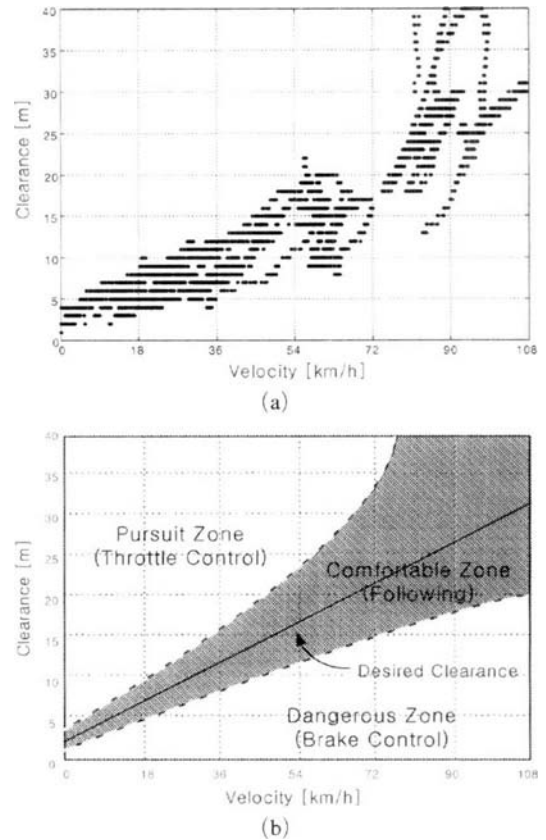 40
35
30
25
20
15
10
5
0
Clearance [m]
0 18 36 54 72 90 108
Velocity [km/h]
(a)
40
35
30
25
20
15
10
5
0
Clearance [m]
Pursuit Zone
(Throttle Control)
Comfortable Zone
(Following)
Desired Clearance
Dangerous Zone
(Brake Control)
0 18 36 54 72 90 108
Velocity [km/h]
(b)